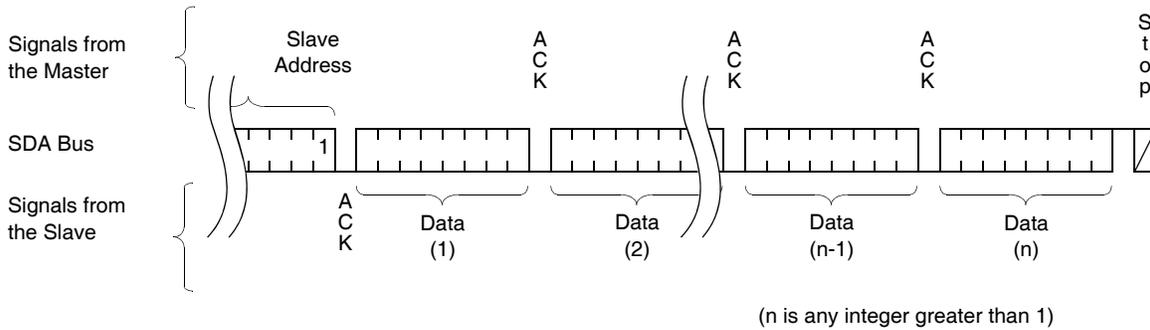 Signals from
the Master
Slave
Address
A
C
K
A
C
K
A
C
K
S
t
o
p
SDA Bus
1
Signals from
the Slave
A
C
K
Data
(1)
Data
(2)
Data
(n-1)
Data
(n)
(n is any integer greater than 1)